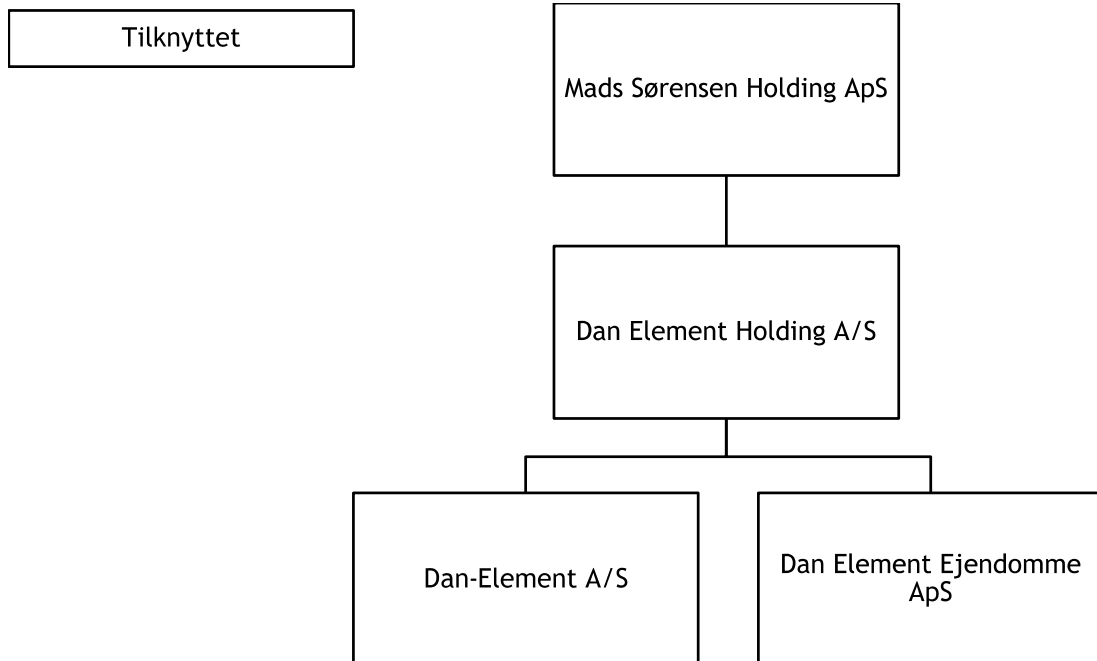 Tilknyttet
Mads Sørensen Holding ApS
Dan Element Holding A/S
Dan-Element A/S
Dan Element Ejendomme
ApS